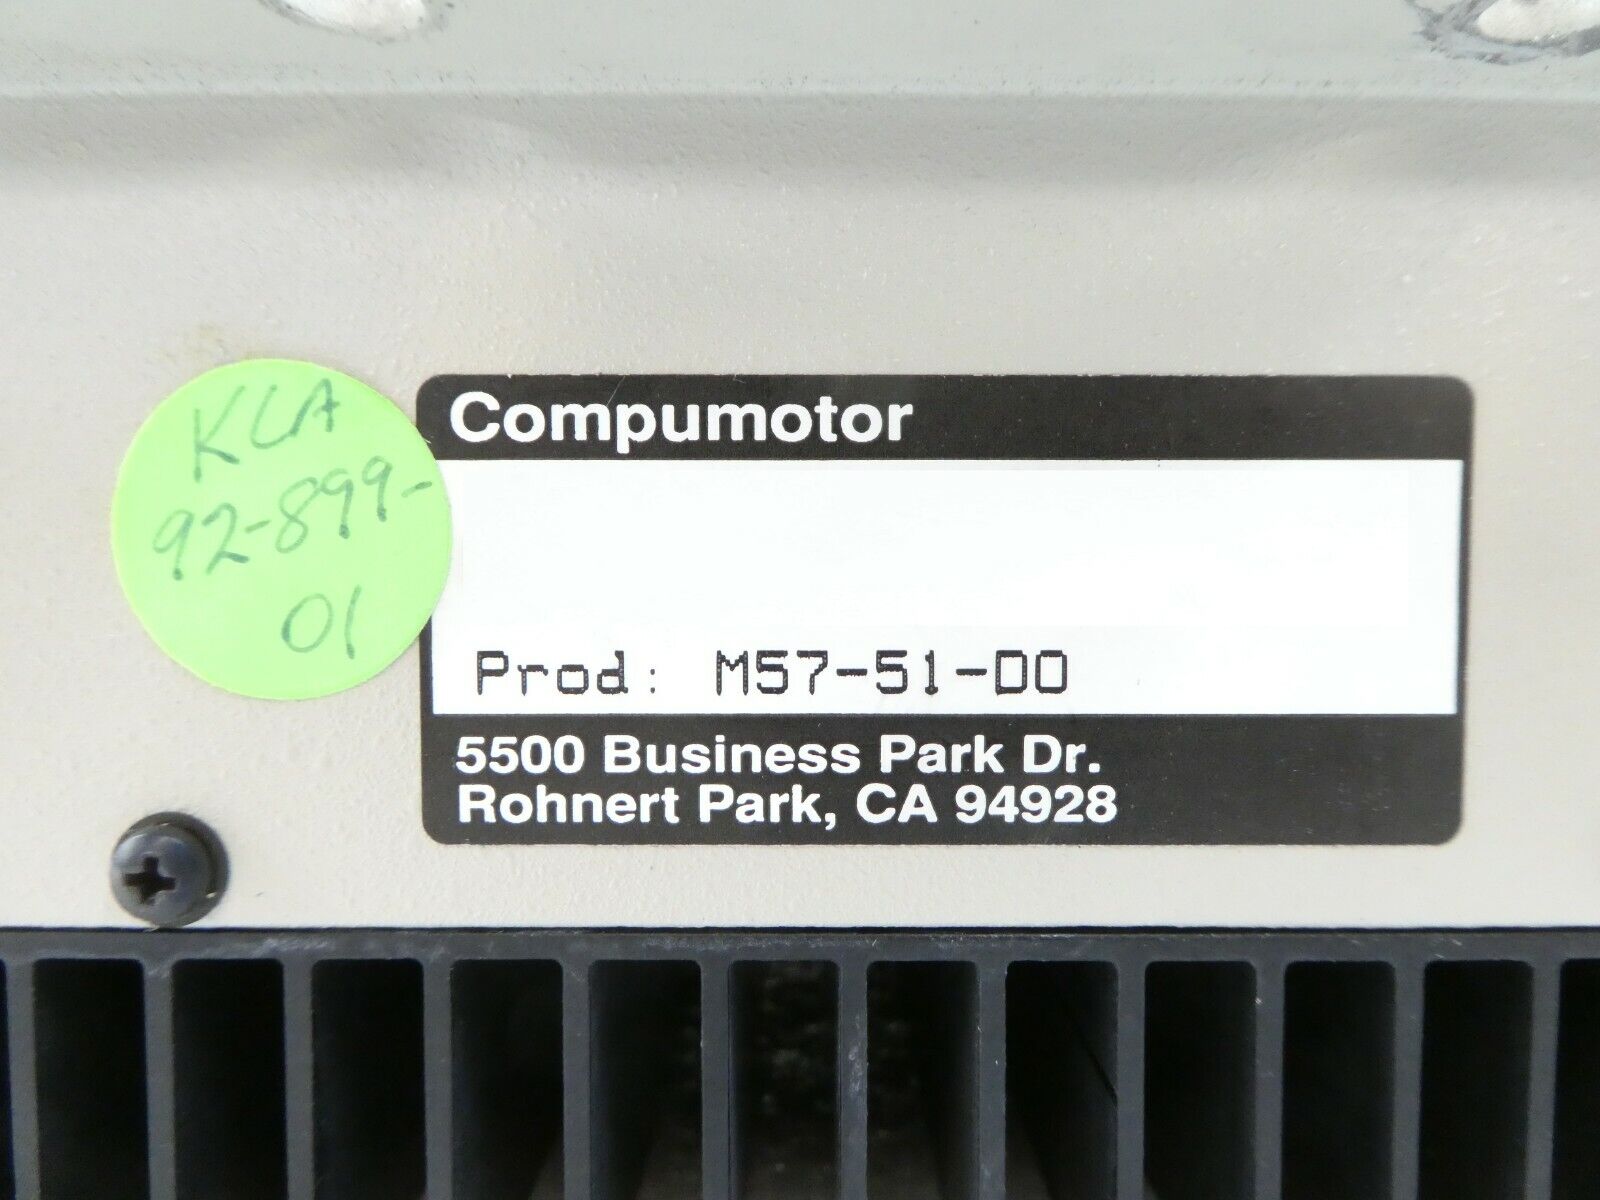 KLA
92-899-
01
Compumotor
Prod: M57-51-D0
5500 Business Park Dr.
Rohnert Park, CA 94928